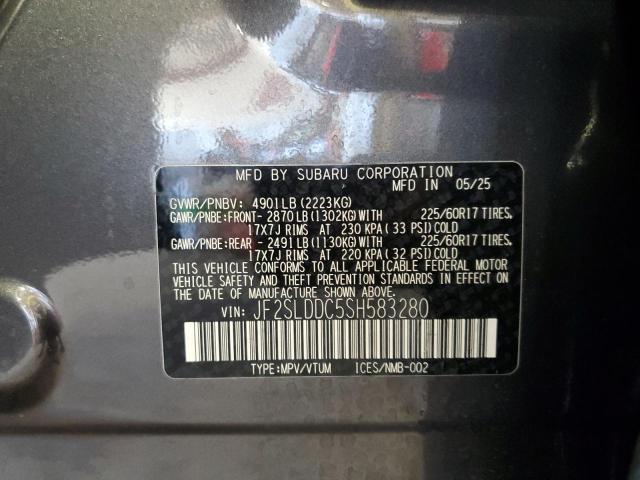 MFD BY SUBARU CORPORATION
MFD IN 05/25
GVWR/PNBV: 4901LB(2223KG)
GAWR/PNBE:FRONT- 2870LB(1302KG)WITH 225/60R17 TIRES,
17X7J RIMS AT 230 KPA(33 PSI)COLD
GAWR/PNBE:REAR - 2491LB(1130KG)WITH 225/60R17 TIRES,
17X7J RIMS AT 220 KPA(32 PSI)COLD
THIS VEHICLE CONFORMS TO ALL APPLICABLE FEDERAL MOTOR
VEHICLE SAFETY AND THEFT PREVENTION STANDARDS IN EFFECT ON
THE DATE OF MANUFACTURE SHOWN ABOVE.
VIN: JF2SLDDC5SH583280
TYPE:MPV/VTUM ICES/NMB-002